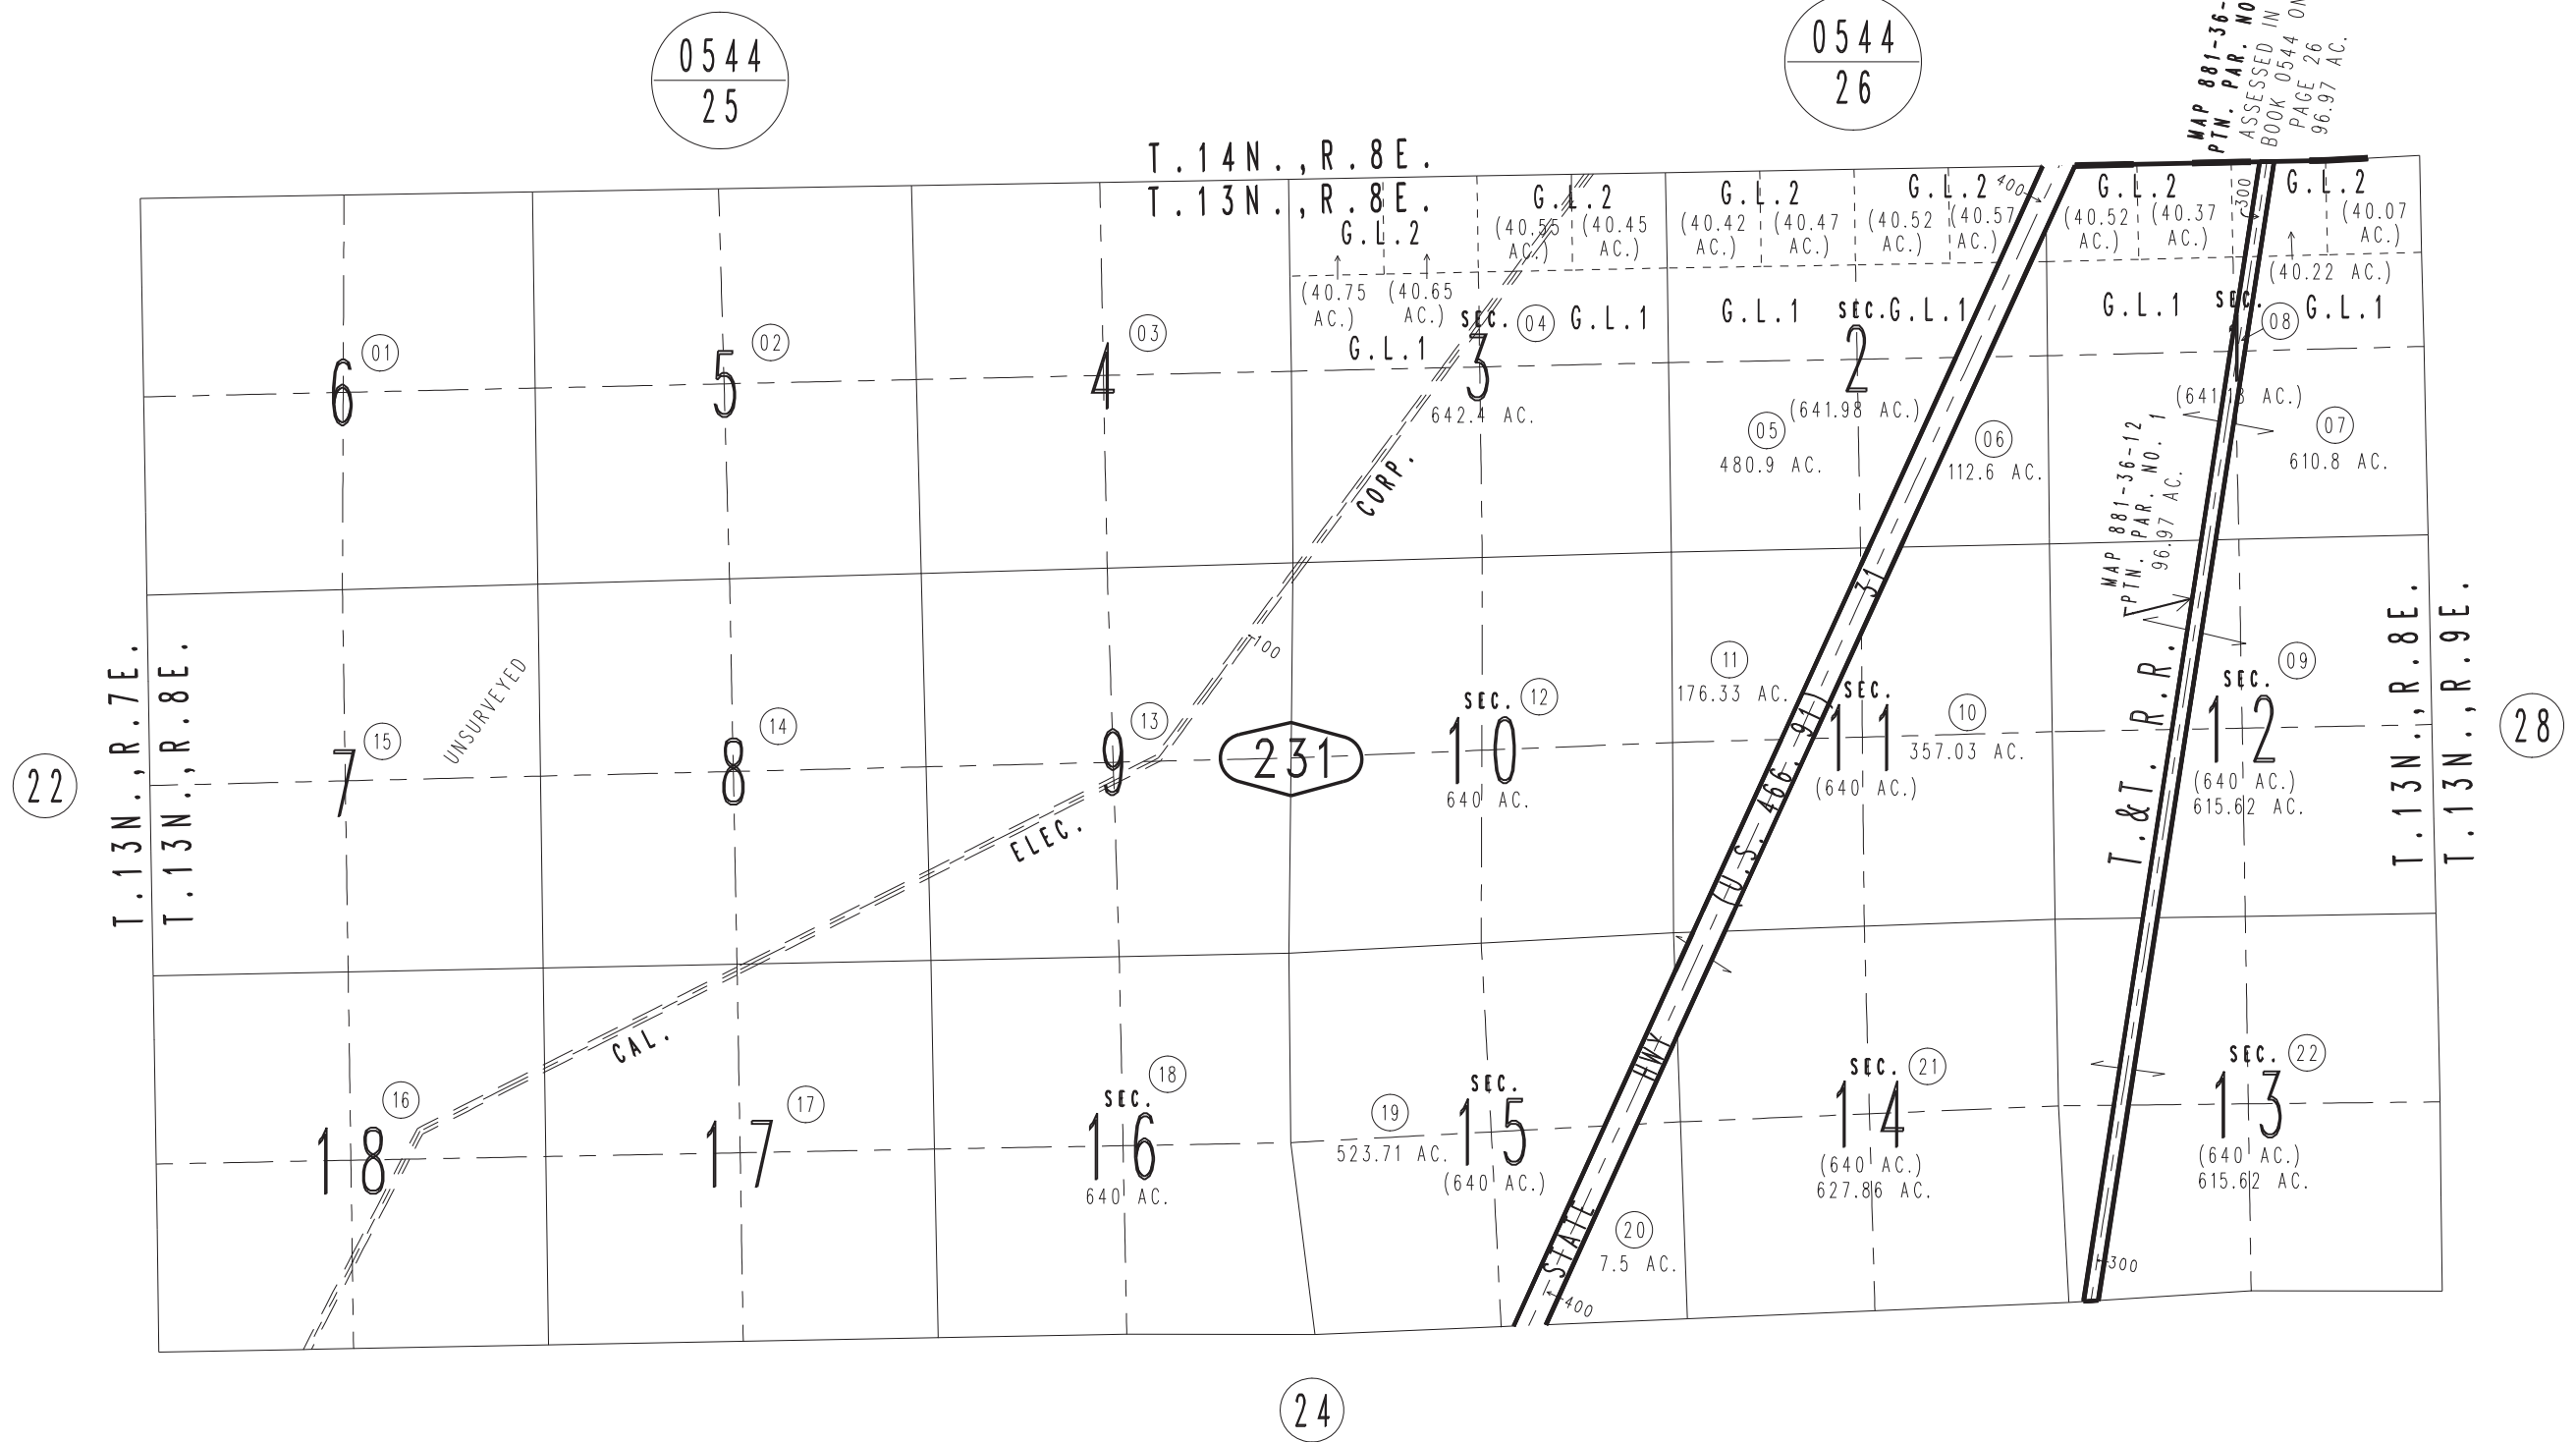 0544
25
0544
26
MAP 881-36-
PTN. PAR. NO
ASSESSED IN
BOOK 0544 ON
PAGE 26
96.97 AC.
T.14N.,R.8E.
T.13N.,R.8E.
G.L.2
G.L.2
G.L.2
G.L.2
G.L.2
G.L.2
400
300
(40.55 AC.)
(40.45 AC.)
(40.42 AC.)
(40.47 AC.)
(40.52 AC.)
(40.57 AC.)
(40.52 AC.)
(40.37 AC.)
(40.07 AC.)
(40.22 AC.)
(40.75 AC.)
(40.65 AC.)
G.L.1
G.L.1
G.L.1
G.L.1
G.L.1
G.L.1
6
01
5
02
4
03
SEC.
3
04
642.4 AC.
SEC.
2
(641.98 AC.)
05
480.9 AC.
06
112.6 AC.
SEC.
08
AC.)
07
610.8 AC.
MAP 881-36-12
PTN. PAR. NO. 1
96.97 AC.
CORP.
100
T.13N.,R.7E.
T.13N.,R.8E.
22
7
15
UNSURVEYED
8
14
9
13
ELEC.
231
SEC.
10
12
640 AC.
11
176.33 AC.
SEC.
11
(640 AC.)
10
357.03 AC.
STATE HWY (U.S. 466,91) 31
T.&T. R.R.
SEC.
12
09
(640 AC.)
615.62 AC.
T.13N.,R.8E.
T.13N.,R.9E.
28
CAL.
18
16
17
17
SEC.
16
18
640 AC.
19
523.71 AC.
SEC.
15
(640 AC.)
20
7.5 AC.
400
SEC.
14
21
(640 AC.)
627.86 AC.
SEC.
13
22
(640 AC.)
615.62 AC.
300
24